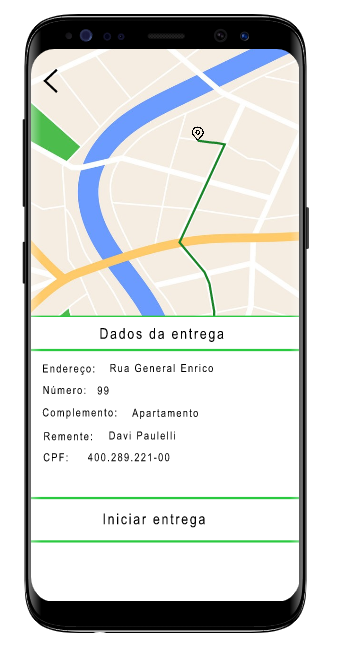 Dados da entrega
Endereço: Rua General Enrico
Número: 99
Complemento: Apartamento
Remente: Davi Paulelli
CPF: 400.289.221-00
Iniciar entrega